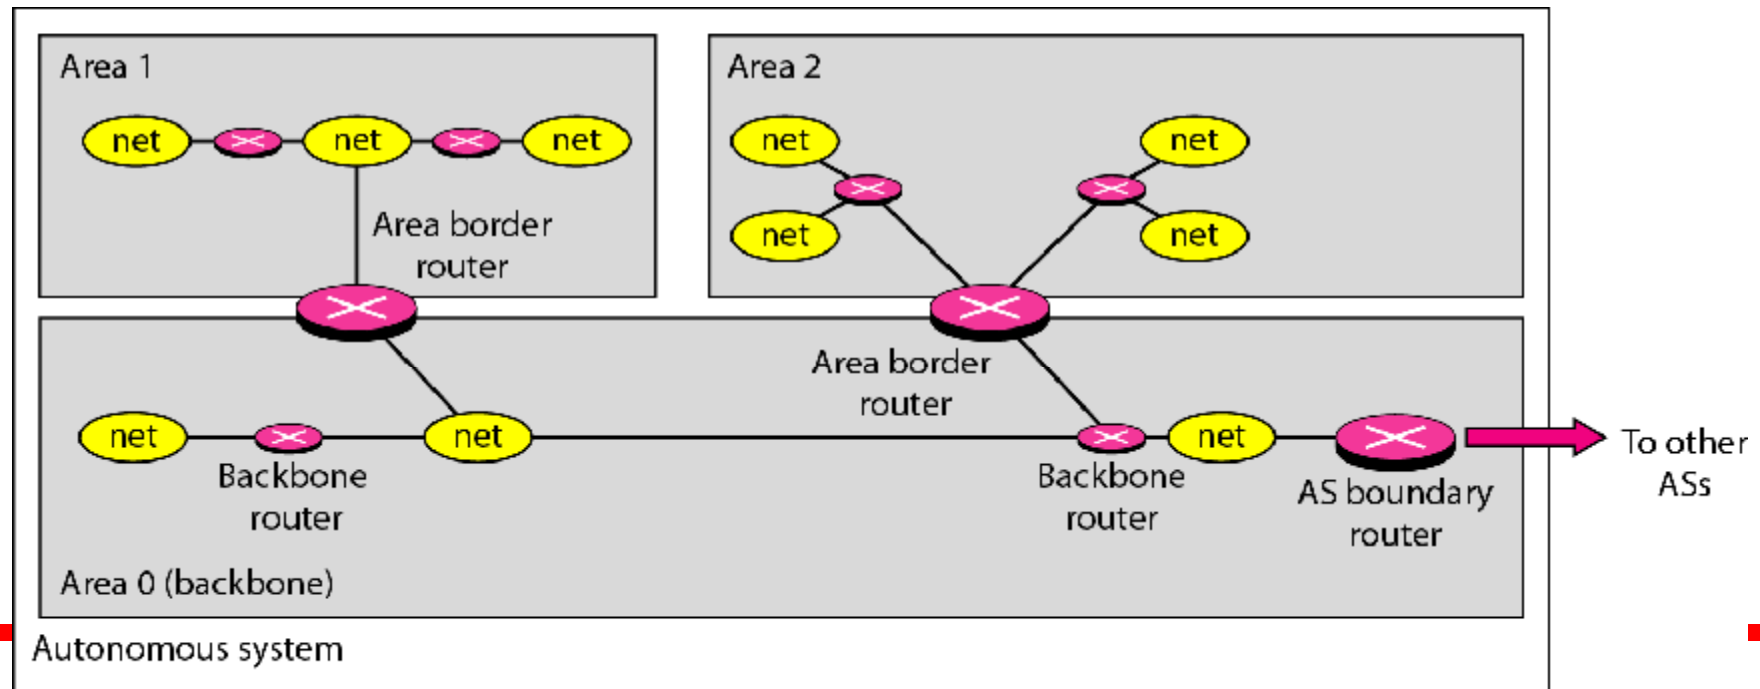 Area 1
Area 2
net
net
net
net
net
net
net
Area border
router
Area border
router
net
net
net
Backbone
router
Backbone
router
AS boundary
router
To other
ASs
Area 0 (backbone)
Autonomous system